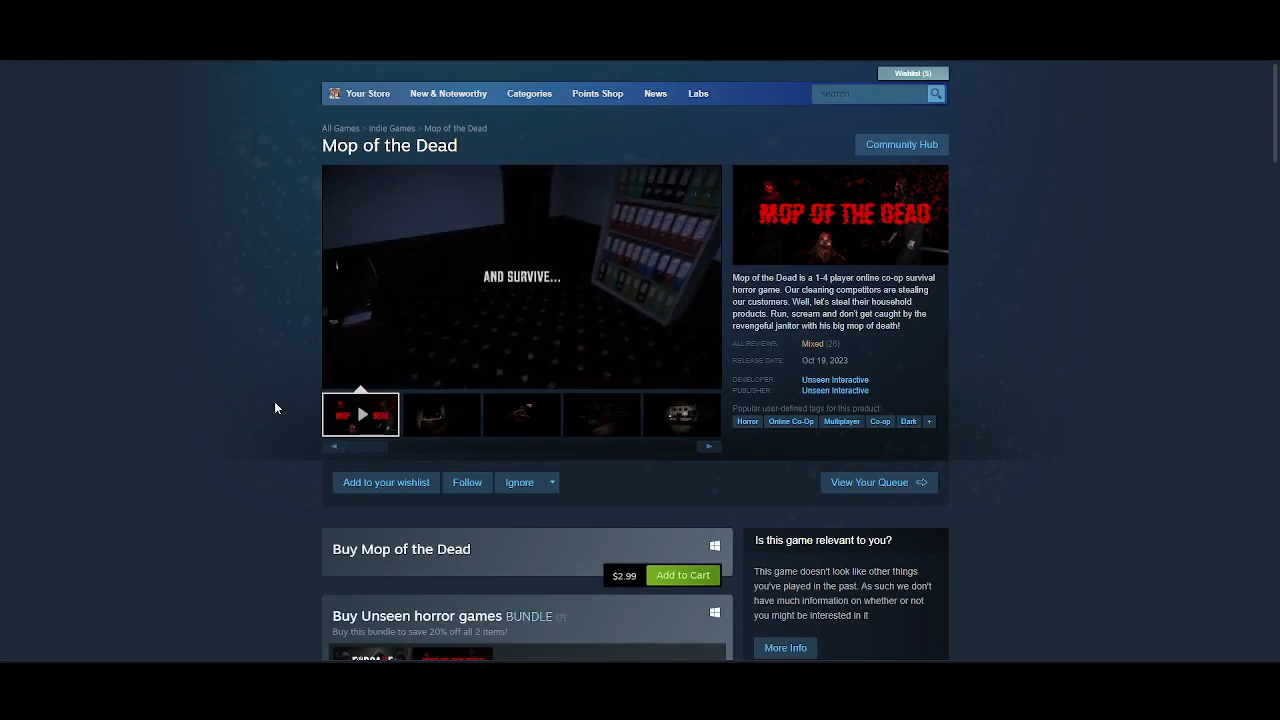 Wishlist (5)
Your Store
New & Noteworthy
Categories
Points Shop
News
Labs
search
All Games > Indie Games > Mop of the Dead
Mop of the Dead
Community Hub
AND SURVIVE...
MOP OF THE DEAD
Mop of the Dead is a 1-4 player online co-op survival
horror game. Our cleaning competitors are stealing
our customers. Well, let's steal their household
products. Run, scream and don't get caught by the
revengeful janitor with his big mop of death!
ALL REVIEWS: Mixed (26)
RELEASE DATE: Oct 19, 2023
DEVELOPER: Unseen Interactive
PUBLISHER: Unseen Interactive
Popular user-defined tags for this product:
Horror
Online Co-Op
Multiplayer
Co-op
Dark
+
MOP DEAD
Add to your wishlist
Follow
Ignore
View Your Queue
Buy Mop of the Dead
$2.99
Add to Cart
Is this game relevant to you?
This game doesn't look like other things
you've played in the past. As such we don't
have much information on whether or not
you might be interested in it
More Info
Buy Unseen horror games BUNDLE (?)
Buy this bundle to save 20% off all 2 items!